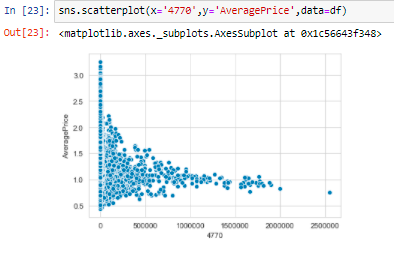 In [23]: sns.scatterplot(x='4770',y='AveragePrice',data=df)
Out[23]: <matplotlib.axes._subplots.AxesSubplot at 0x1c56643f348>
3.0
2.5
2.0
1.5
1.0
0.5
AveragePrice
0 500000 1000000 1500000 2000000 2500000
4770